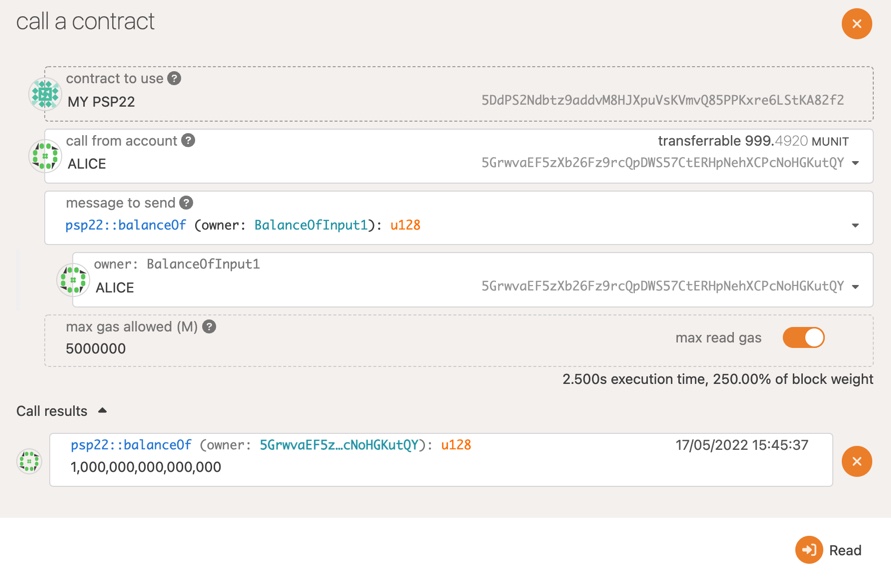 call a contract
contract to use ?
MY PSP22 5DdPS2Ndbtz9addvM8HJXpuVsKVmvQ85PPKxre6LStKA82f2
call from account ? transferrable 999.4920 MUNIT
ALICE 5GrwvaEF5zXb26Fz9rcQpDWS57CtERHpNehXCPcNoHGKutQY
message to send ?
psp22::balanceOf (owner: BalanceOfInput1): u128
owner: BalanceOfInput1
ALICE 5GrwvaEF5zXb26Fz9rcQpDWS57CtERHpNehXCPcNoHGKutQY
max gas allowed (M) ?
5000000 max read gas
2.500s execution time, 250.00% of block weight
Call results
psp22::balanceOf (owner: 5GrwvaEF5z…cNoHGKutQY): u128 17/05/2022 15:45:37
1,000,000,000,000,000
Read